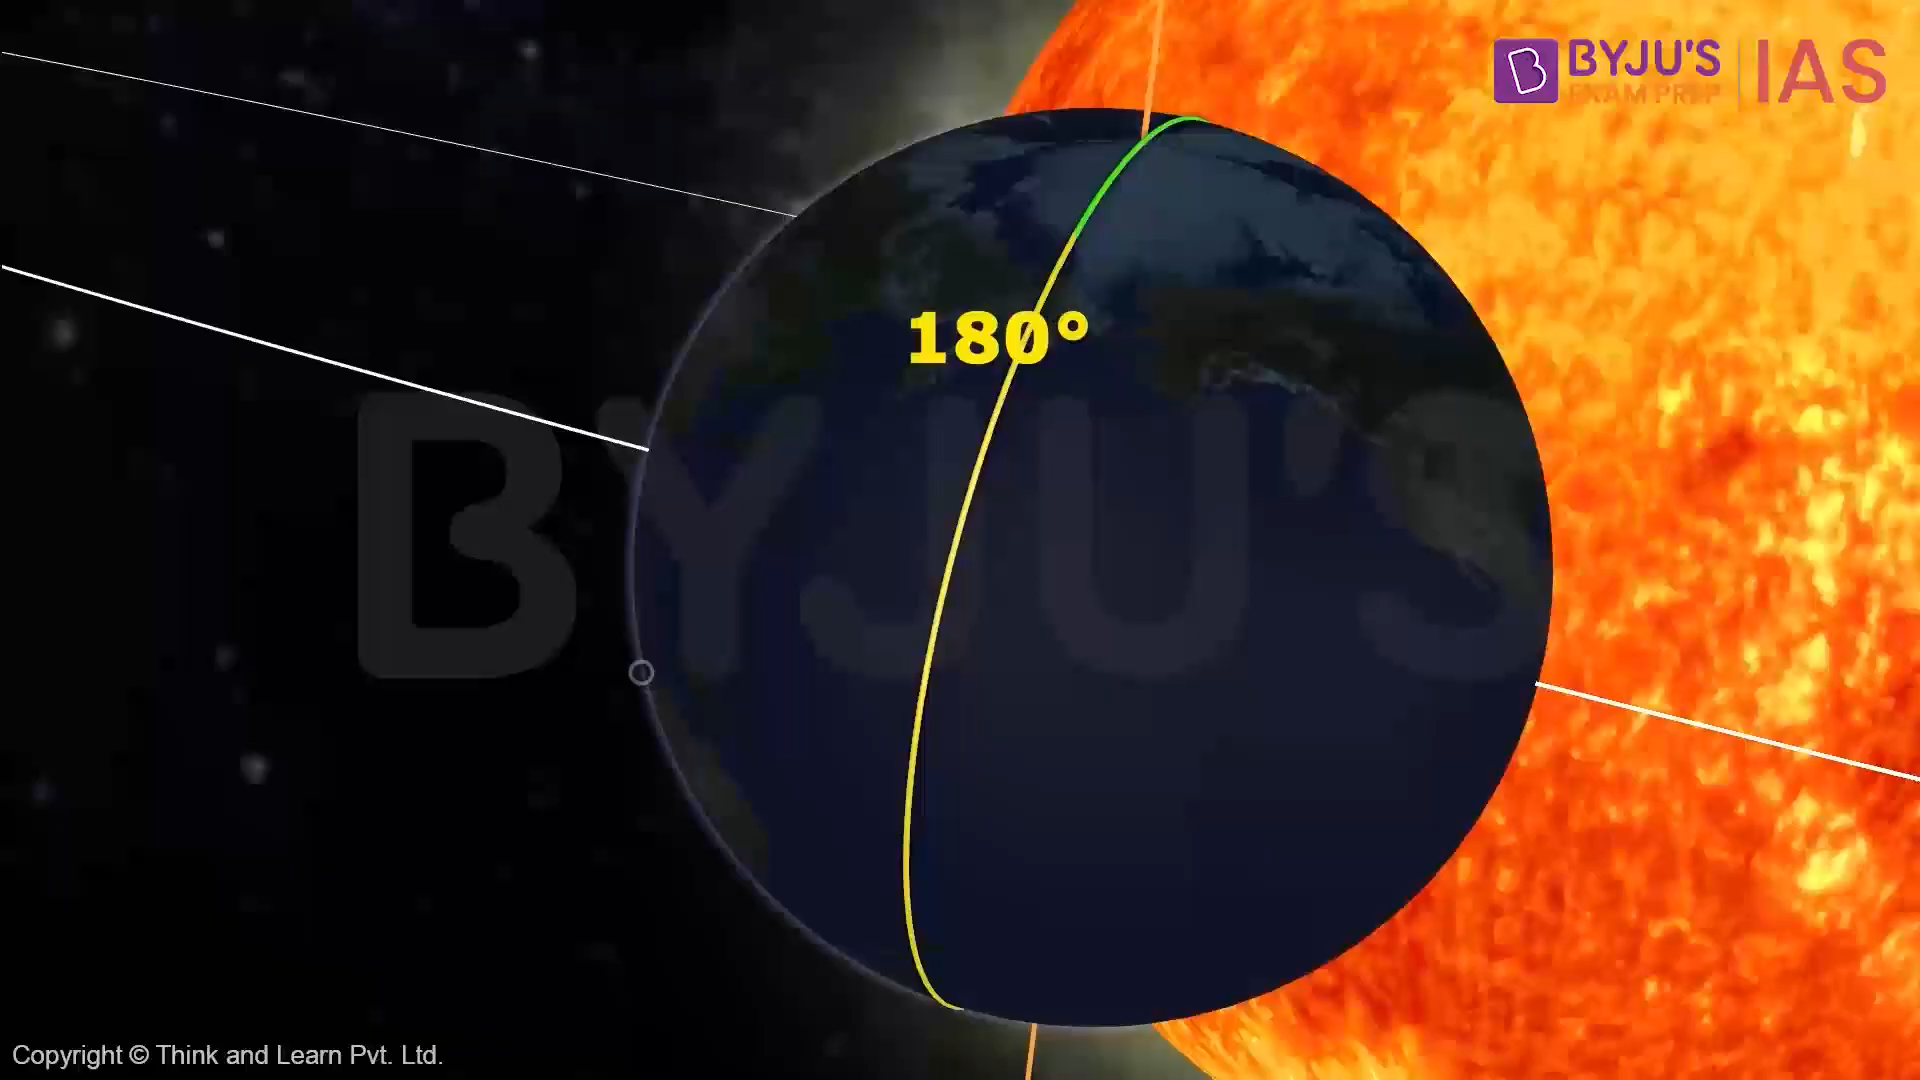 BYJU'S
EXAM PREP
IAS
180°
BYJU'S
Copyright © Think and Learn Pvt. Ltd.